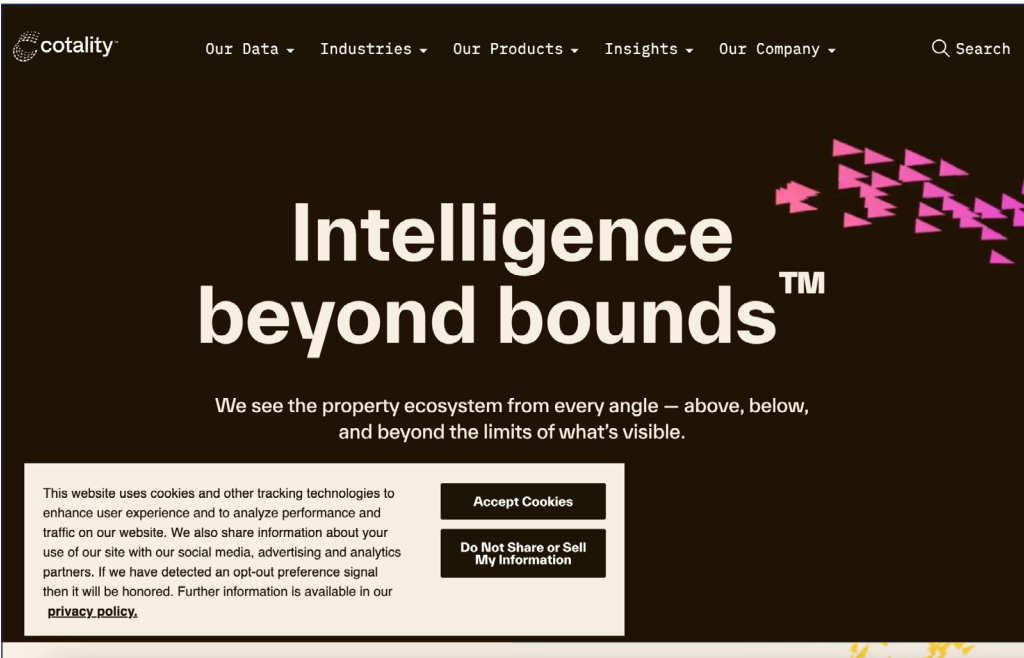 cotality™
Our Data
Industries
Our Products
Insights
Our Company
Search
Intelligence
beyond bounds™
We see the property ecosystem from every angle — above, below,
and beyond the limits of what’s visible.
This website uses cookies and other tracking technologies to
enhance user experience and to analyze performance and
traffic on our website. We also share information about your
use of our site with our social media, advertising and analytics
partners. If we have detected an opt-out preference signal
then it will be honored. Further information is available in our
privacy policy.
Accept Cookies
Do Not Share or Sell
My Information